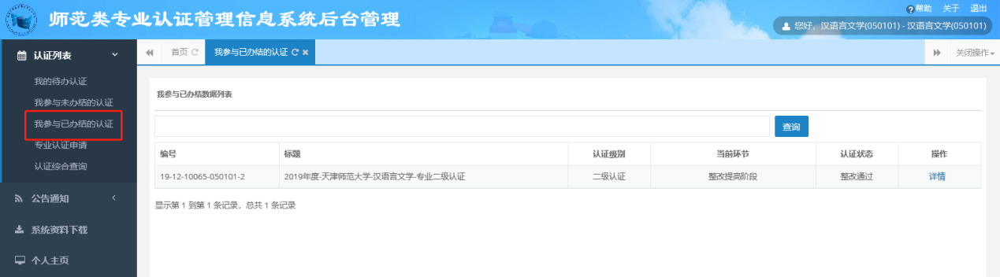 师范类专业认证管理信息系统后台管理
帮助 关于 退出
您好，汉语言文学(050101) - 汉语言文学(050101)
认证列表
首页
我参与已办结的认证
关闭操作
我的待办认证
我参与未办结的认证
我参与已办结的认证
专业认证申请
认证综合查询
公告通知
系统资料下载
个人主页
我参与已办结数据列表
查询
编号 标题 认证级别 当前环节 认证状态 操作
19-12-10065-050101-2 2019年度-天津师范大学-汉语言文学-专业二级认证 二级认证 整改提高阶段 整改通过 详情
显示第 1 到第 1 条记录，总共 1 条记录